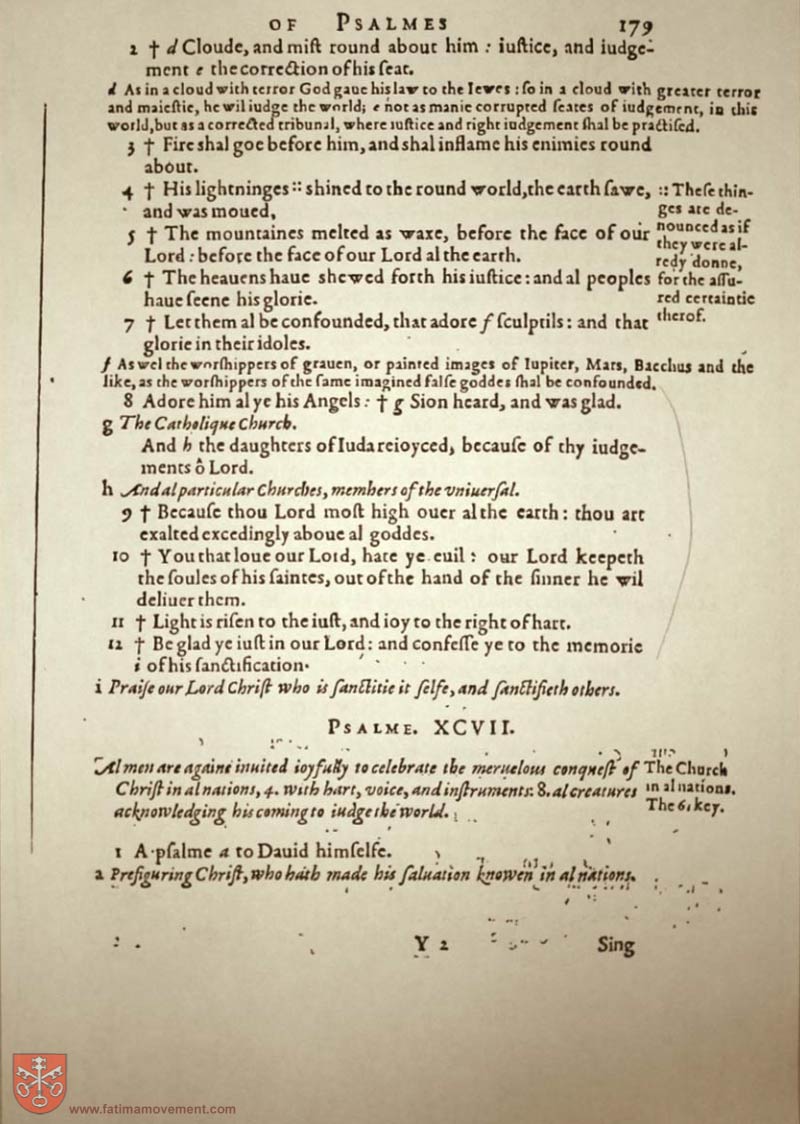 OF PSALMES 179
2 † d Cloude, and miſt round about him : iuſtice, and iudge-
ment e the correction of his ſeat.
d As in a cloud with terror God gaue his law to the Iewes : ſo in a cloud with greater terror
and maieſtie, he wil iudge the world; e not as manie corrupted ſeates of iudgement, in this
world, but as a corrected tribunal, where iuſtice and right iudgement ſhal be practiſed.
3 † Fire ſhal goe before him, and shal inflame his enimies round
about.
4 † His lightninges :: shined to the round world, the earth ſawe,
and was moued,
5 † The mountaines melted as waxe, before the face of our
Lord : before the face of our Lord al the earth.
6 † The heauens haue shewed forth his iuſtice : and al peoples
haue ſeene his glorie.
7 † Let them al be confounded, that adore f ſculptils : and that
glorie in their idoles.
:: Theſe thin-
ges are de-
nounced as if
they were al-
redy donne,
for the aſſu-
red certaintie
therof.
f As wel the worſhippers of grauen, or painted images of Iupiter, Mars, Bacchus and the
like, as the worſhippers of the ſame imagined falſe goddes ſhal be confounded.
8 Adore him al ye his Angels : † g Sion heard, and was glad.
g The Catholique Church.
And h the daughters of Iuda reioyced, becauſe of thy iudge-
ments ô Lord.
h And al particular Churches, members of the vniuerſal.
9 † Becauſe thou Lord moſt high ouer al the earth : thou art
exalted excedingly aboue al goddes.
10 † You that loue our Lord, hate ye euil : our Lord keepeth
the ſoules of his ſaintes, out of the hand of the ſinner he wil
deliuer them.
11 † Light is riſen to the iuſt, and ioy to the right of hart.
12 † Be glad ye iuſt in our Lord : and confeſſe ye to the memorie
i of his ſanctification.
i Praiſe our Lord Chriſt who is ſanctitie it ſelfe, and ſanctifieth others.
PSALME. XCVII.
Al men are againe inuited ioyfully to celebrate the meruelous conqueſt of
Chriſt in al nations, 4. with hart, voice, and inſtruments. 8. al creatures
acknowledging his coming to iudge the world.
The Church
in al nations.
The 6. key.
1 A pſalme a to Dauid himſelfe.
a Prefiguring Chriſt, who hath made his ſaluation knowen in al nations.
Y 2 Sing
www.fatimamovement.com